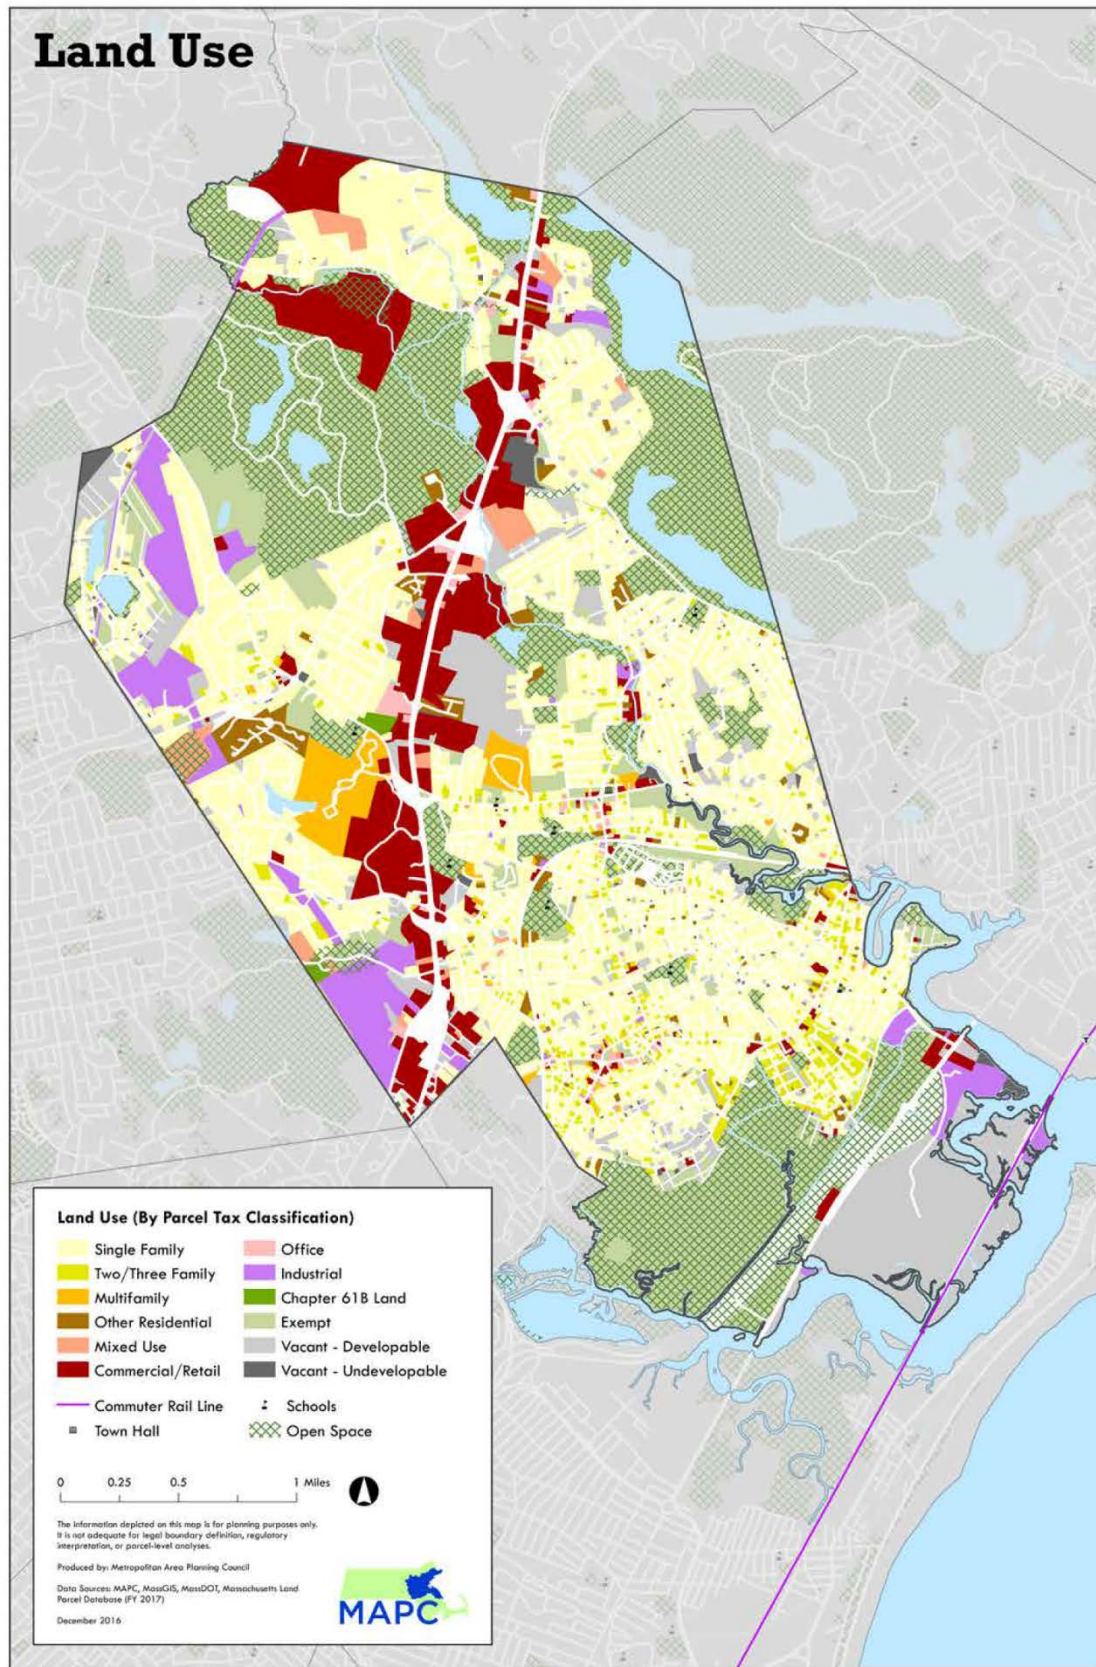 Land Use
Land Use (By Parcel Tax Classification)
Single Family
Two/Three Family
Multifamily
Other Residential
Mixed Use
Commercial/Retail
Office
Industrial
Chapter 61B Land
Exempt
Vacant - Developable
Vacant - Undevelopable
Commuter Rail Line
Town Hall
Schools
Open Space
0 0.25 0.5 1 Miles
The information depicted on this map is for planning purposes only.
It is not adequate for legal boundary definition, regulatory
interpretation, or parcel-level analyses.
Produced by: Metropolitan Area Planning Council
Data Sources: MAPC, MassGIS, MassDOT, Massachusetts Land
Parcel Database (FY 2017)
December 2016
MAPC